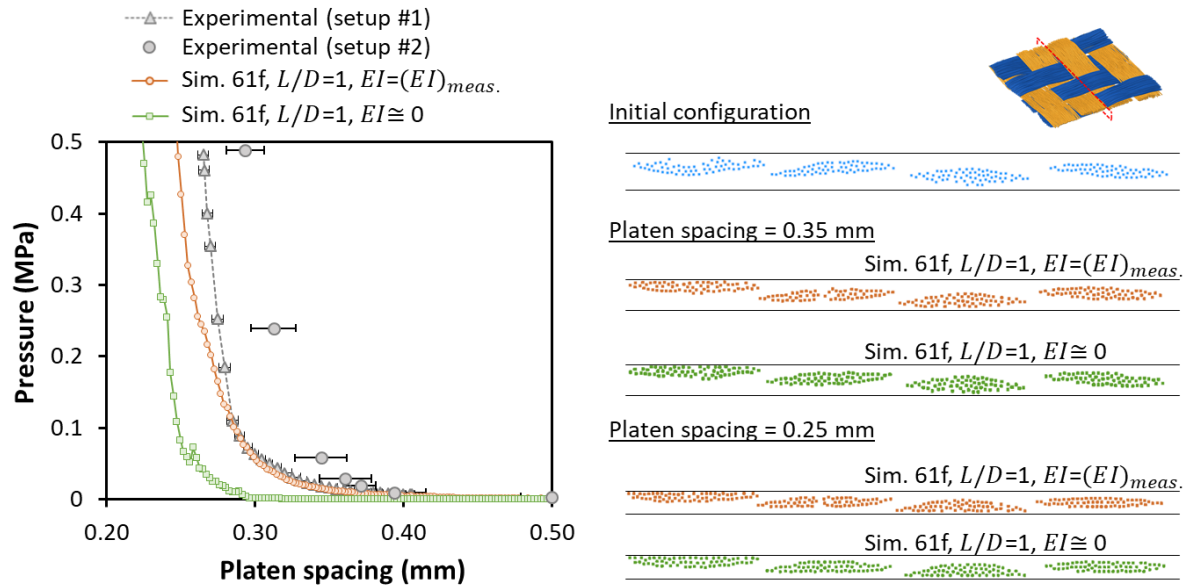 Experimental (setup #1)
Experimental (setup #2)
Sim. 61f, L/D=1, EI=(EI)meas.
Sim. 61f, L/D=1, EI≅ 0
0.5
0.4
0.3
0.2
0.1
0
Pressure (MPa)
0.20
0.30
0.40
0.50
Platen spacing (mm)
Initial configuration
Platen spacing = 0.35 mm
Sim. 61f, L/D=1, EI=(EI)meas.
Sim. 61f, L/D=1, EI≅ 0
Platen spacing = 0.25 mm
Sim. 61f, L/D=1, EI=(EI)meas.
Sim. 61f, L/D=1, EI≅ 0